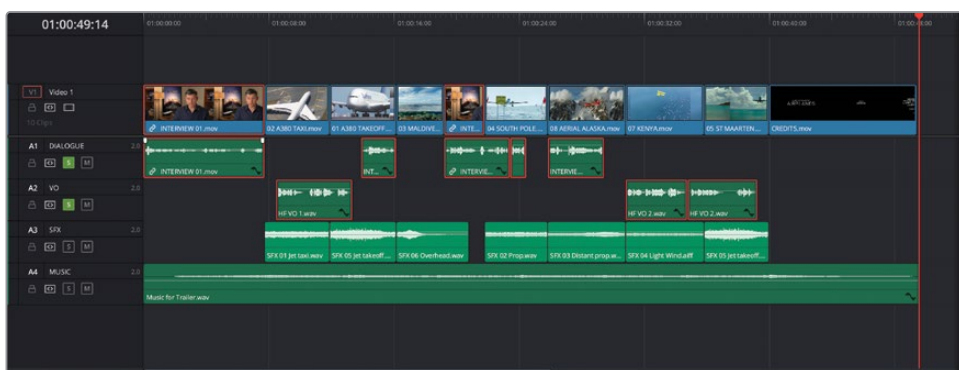 01:00:49:14
01:00:00:00 01:00:08:00 01:00:16:00 01:00:24:00 01:00:32:00 01:00:40:00
V1 Video 1
10 Clips
INTERVIEW 01.mov 02 A380 TAXI.mov 01 A380 TAKEOFF.... 03 MALDIVE... INTE... 04 SOUTH POLE.... 08 AERIAL ALASKA.mov 07 KENYA.mov 05 ST MAARTEN.... CREDITS.mov
A1 DIALOGUE 2.0
S M
INTERVIEW 01.mov INT... INTERVIE... INTERVIE...
A2 VO 2.0
S M
HF VO 1.wav HF VO 2.wav HF VO 2.wav
A3 SFX 2.0
S M
SFX 01 Jet taxi.wav SFX 05 Jet takeoff.... SFX 06 Overhead.wav SFX 02 Prop.wav SFX 03 Distant prop.w... SFX 04 Light Wind.aiff SFX 05 Jet takeoff....
A4 MUSIC 2.0
S M
Music for Trailer.wav